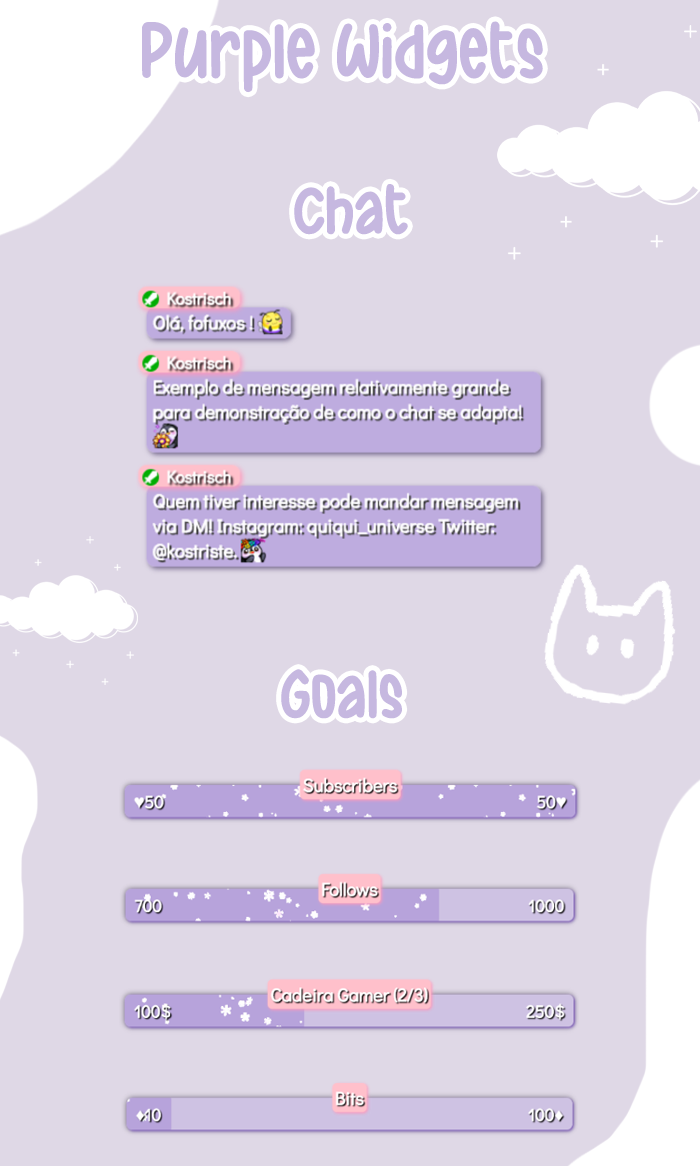 Purple Widgets
Chat
Kostrisch
Olá, fofuxos !
Kostrisch
Exemplo de mensagem relativamente grande
para demonstração de como o chat se adapta!
Kostrisch
Quem tiver interesse pode mandar mensagem
via DM! Instagram: quiqui_universe Twitter:
@kostriste.
Goals
Subscribers
♥50 50♥
Follows
700 1000
Cadeira Gamer (2/3)
100$ 250$
Bits
♦10 100♦